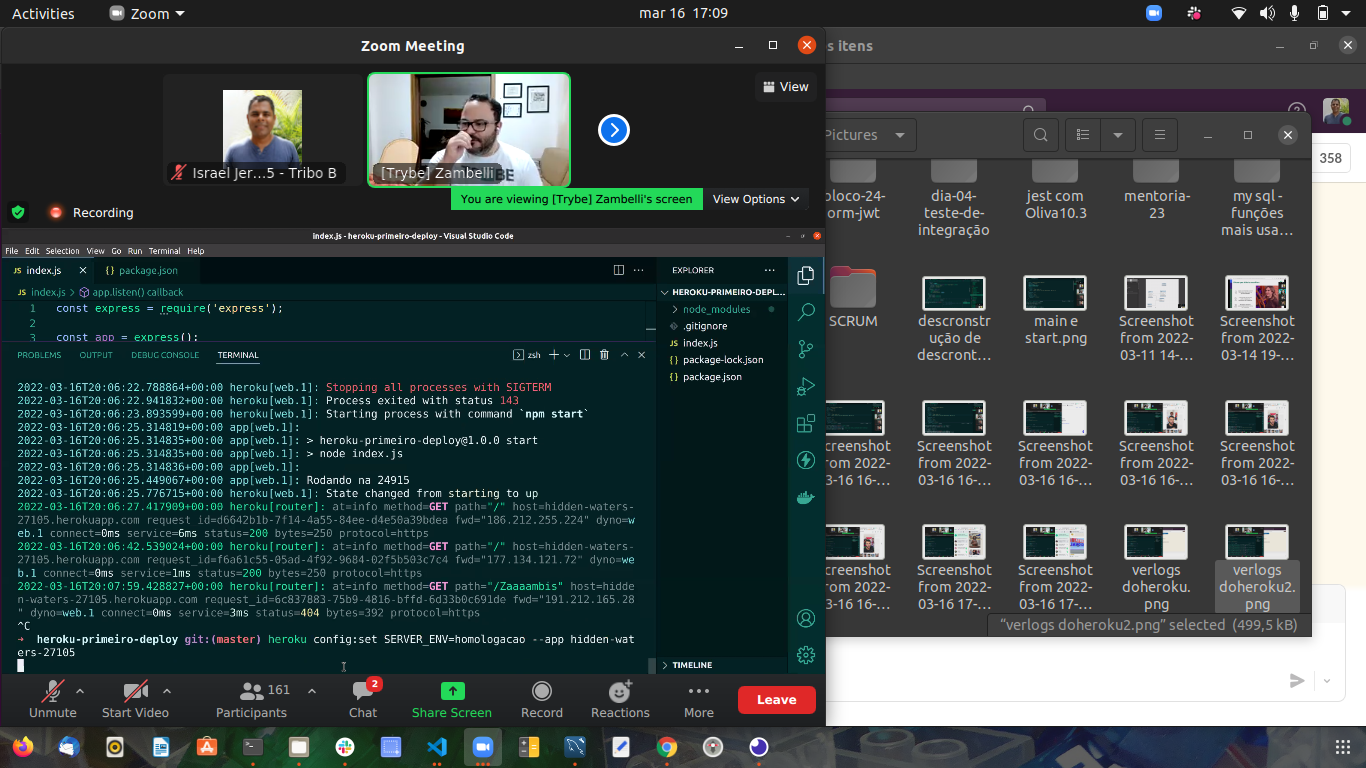 Activities
Zoom
mar 16 17:09
Zoom Meeting
s itens
View
Israel Jer...5 - Tribo B
[Trybe] Zambelli
Recording
You are viewing [Trybe] Zambelli's screen
View Options
index.js - heroku-primeiro-deploy - Visual Studio Code
File Edit Selection View Go Run Terminal Help
JS index.js
{ } package.json
JS index.js > app.listen() callback
1 const express = require('express');
2
3 const app = express();
PROBLEMS OUTPUT DEBUG CONSOLE TERMINAL
zsh
2022-03-16T20:06:22.788864+00:00 heroku[web.1]: Stopping all processes with SIGTERM
2022-03-16T20:06:22.941832+00:00 heroku[web.1]: Process exited with status 143
2022-03-16T20:06:23.893599+00:00 heroku[web.1]: Starting process with command `npm start`
2022-03-16T20:06:25.314819+00:00 app[web.1]:
2022-03-16T20:06:25.314835+00:00 app[web.1]: > heroku-primeiro-deploy@1.0.0 start
2022-03-16T20:06:25.314835+00:00 app[web.1]: > node index.js
2022-03-16T20:06:25.314836+00:00 app[web.1]:
2022-03-16T20:06:25.449067+00:00 app[web.1]: Rodando na 24915
2022-03-16T20:06:25.776715+00:00 heroku[web.1]: State changed from starting to up
2022-03-16T20:06:27.417909+00:00 heroku[router]: at=info method=GET path="/" host=hidden-waters-
27105.herokuapp.com request_id=d6642b1b-7f14-4a55-84ee-d4e50a39bdea fwd="186.212.255.224" dyno=w
eb.1 connect=0ms service=6ms status=200 bytes=250 protocol=https
2022-03-16T20:06:42.539024+00:00 heroku[router]: at=info method=GET path="/" host=hidden-waters-
27105.herokuapp.com request_id=f6a61c55-05ad-4f92-9684-02f5b503c7c4 fwd="177.134.121.72" dyno=we
b.1 connect=0ms service=1ms status=200 bytes=250 protocol=https
2022-03-16T20:07:59.428827+00:00 heroku[router]: at=info method=GET path="/Zaaaambis" host=hidde
n-waters-27105.herokuapp.com request_id=6c837883-75b9-4816-bffd-6d33b0c691de fwd="191.212.165.28
" dyno=web.1 connect=0ms service=3ms status=404 bytes=392 protocol=https
^C
→ heroku-primeiro-deploy git:(master) heroku config:set SERVER_ENV=homologacao --app hidden-wat
ers-27105
EXPLORER
HEROKU-PRIMEIRO-DEPL...
node_modules
.gitignore
JS index.js
{ } package-lock.json
{ } package.json
TIMELINE
Unmute
Start Video
161
Participants
2
Chat
Share Screen
Record
Reactions
More
Leave
Pictures
358
bloco-24-
orm-jwt
dia-04-
teste-de-
integração
jest com
Oliva10.3
mentoria-
23
my sql -
funções
mais usa...
SCRUM
desconstr
ução de
descront...
main e
start.png
Screenshot
from 2022-
03-11 14-...
Screenshot
from 2022-
03-14 19-...
Screenshot
from 2022-
03-16 16-...
Screenshot
from 2022-
03-16 16-...
Screenshot
from 2022-
03-16 16-...
Screenshot
from 2022-
03-16 16-...
Screenshot
from 2022-
03-16 16-...
Screenshot
from 2022-
03-16 16-...
Screenshot
from 2022-
03-16 17-...
Screenshot
from 2022-
03-16 17-...
verlogs
doheroku.
png
verlogs
doheroku2.
png
“verlogs doheroku2.png” selected (499,5 kB)